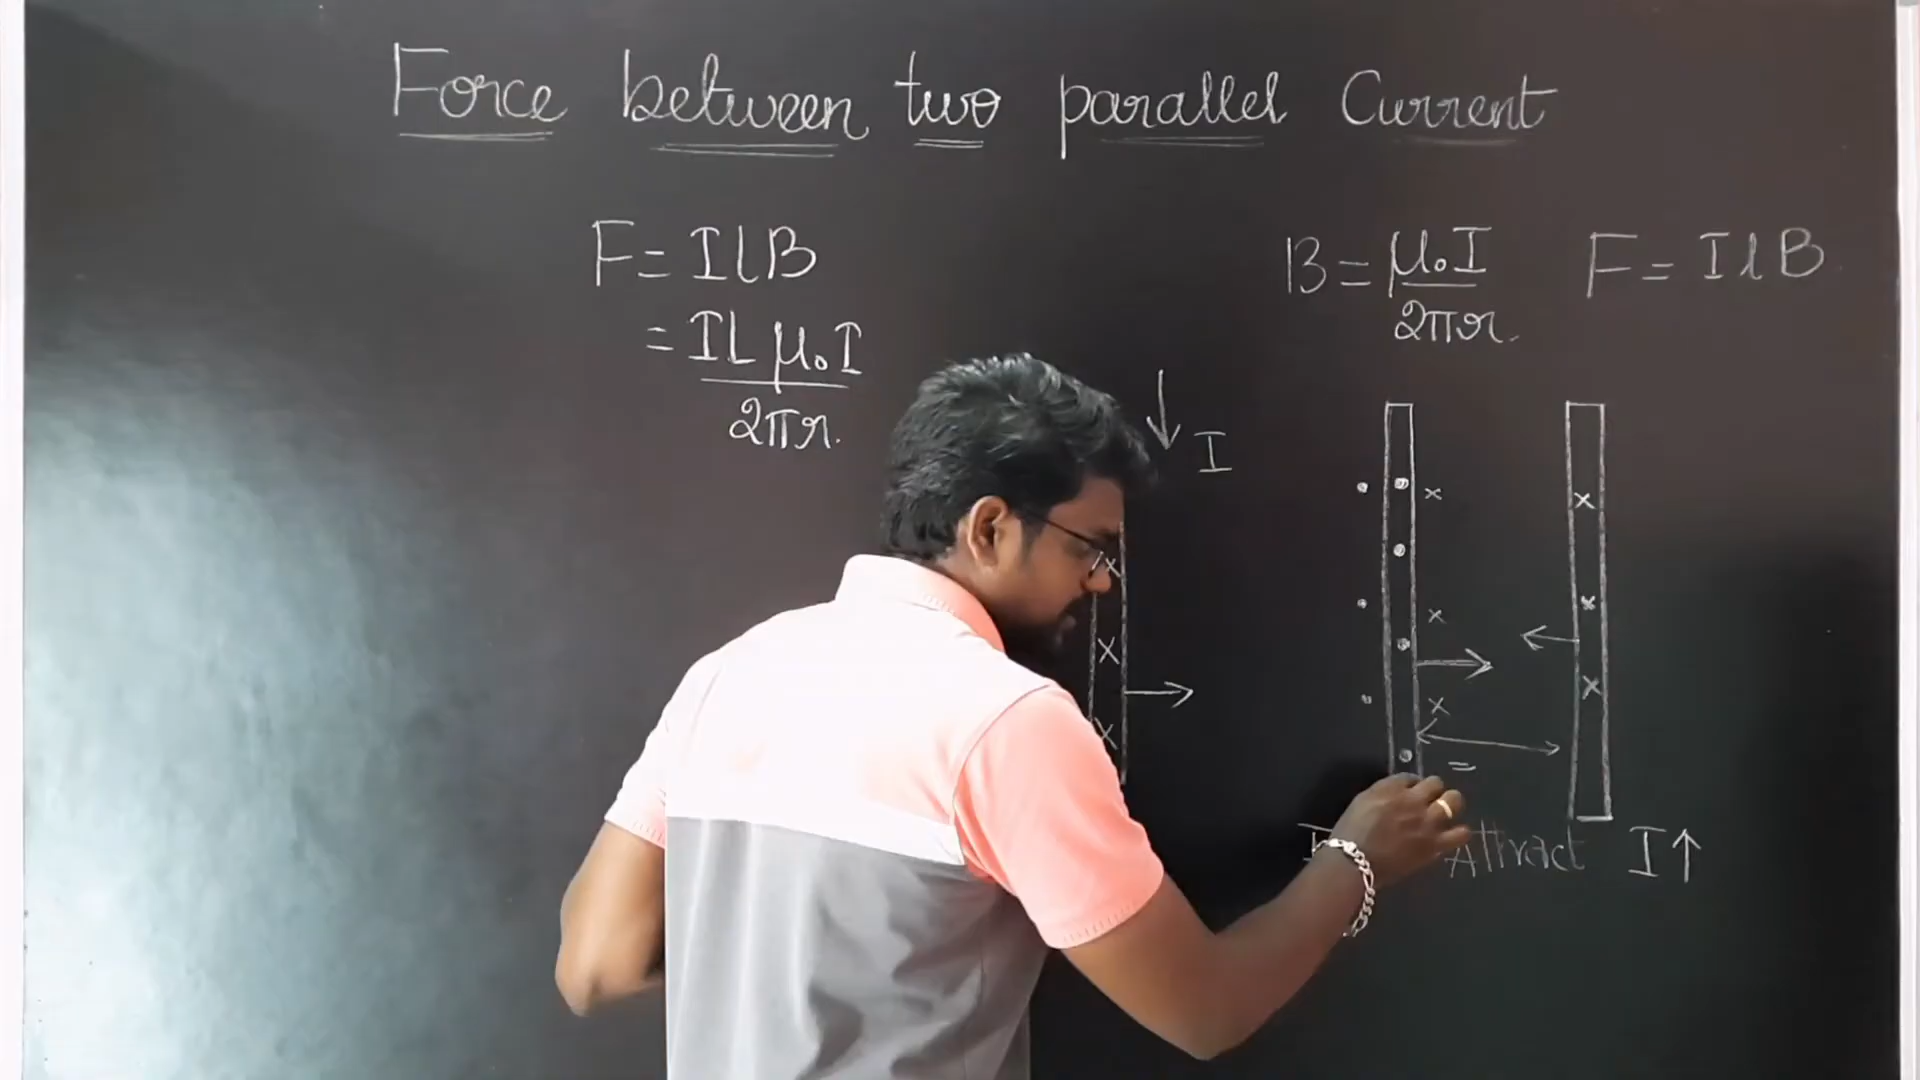 Force between two parallel Current
F = IlB
= IL μ₀I
2πr.
I
B = μ₀I
2πr.
F = IlB
Attract I↑